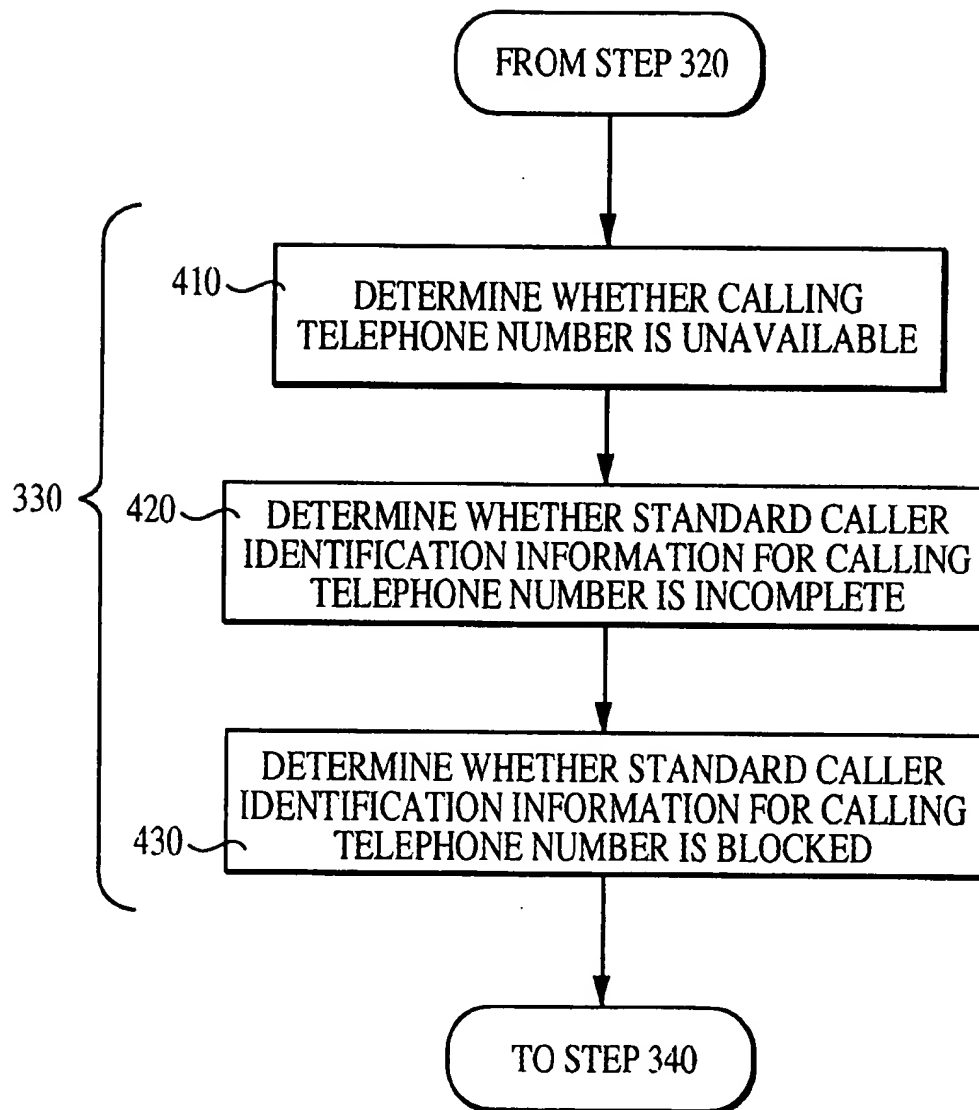 FROM STEP 320
410
DETERMINE WHETHER CALLING
TELEPHONE NUMBER IS UNAVAILABLE
330
420
DETERMINE WHETHER STANDARD CALLER
IDENTIFICATION INFORMATION FOR CALLING
TELEPHONE NUMBER IS INCOMPLETE
DETERMINE WHETHER STANDARD CALLER
IDENTIFICATION INFORMATION FOR CALLING
TELEPHONE NUMBER IS BLOCKED
430
TO STEP 340